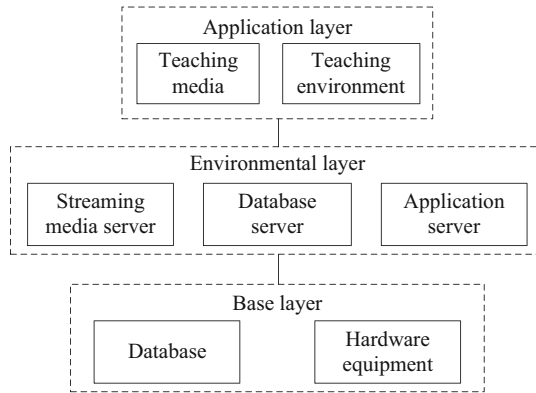 Application layer
Teaching
media
Teaching
environment
Environmental layer
Streaming
media server
Database
server
Application
server
Base layer
Database
Hardware
equipment